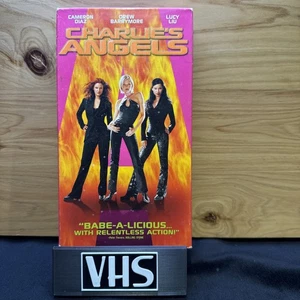 CAMERON DREW LUCY
DIAZ BARRYMORE LIU
CHARLIE'S
ANGELS
"BABE-A-LICIOUS...
WITH RELENTLESS ACTION!"
VHS